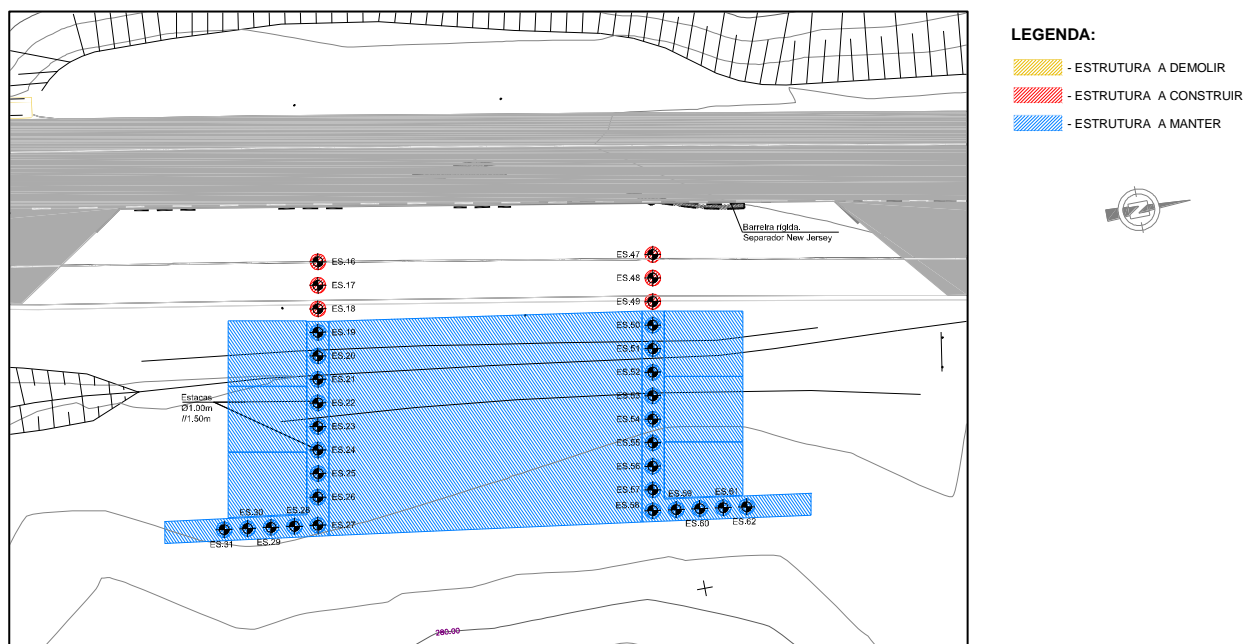 LEGENDA:
- ESTRUTURA A DEMOLIR
- ESTRUTURA A CONSTRUIR
- ESTRUTURA A MANTER
N
Barreira rígida.
Separador New Jersey
ES.16
ES.17
ES.18
ES.19
ES.20
ES.21
ES.22
ES.23
ES.24
ES.25
ES.26
ES.27
Estacas
Ø1.00m
//1.50m
ES.28
ES.29
ES.30
ES.31
ES.47
ES.48
ES.49
ES.50
ES.51
ES.52
ES.53
ES.54
ES.55
ES.56
ES.57
ES.58
ES.59
ES.60
ES.61
ES.62
280.00